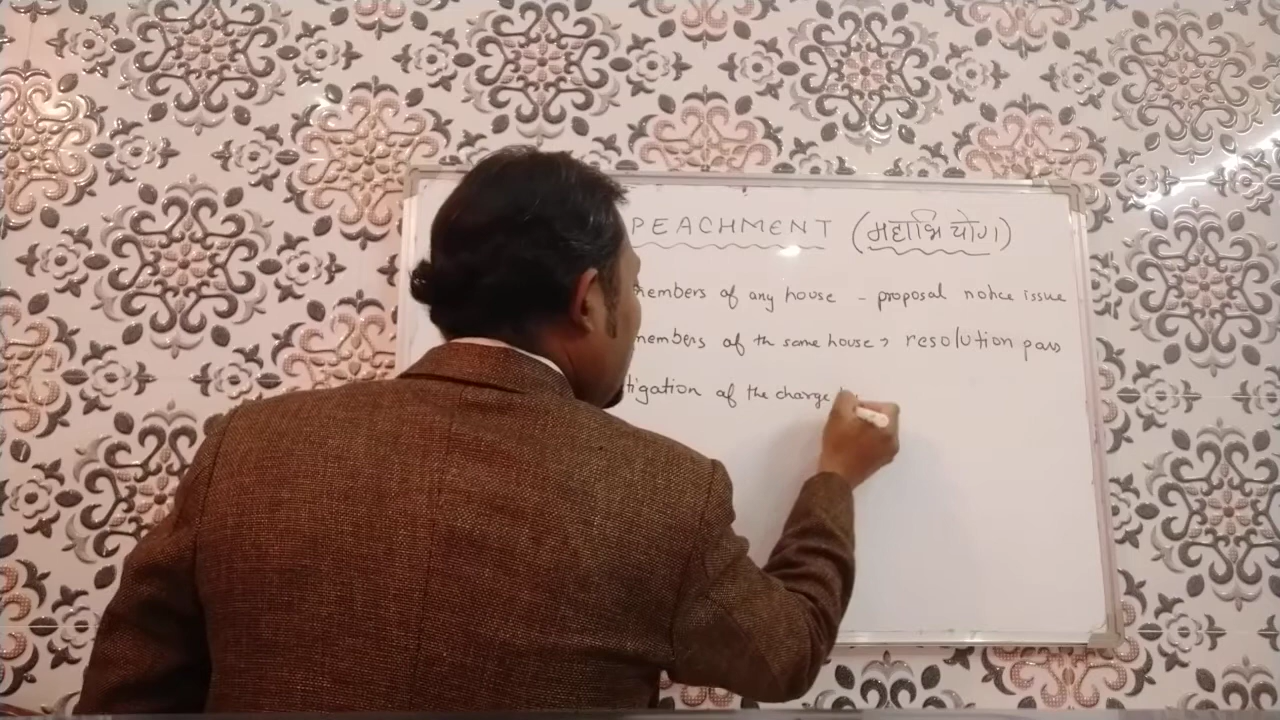 PEACHMENT (महाभियोग)
members of any house - proposal notice issue
members of th same house, resolution pass
tigation of the charge